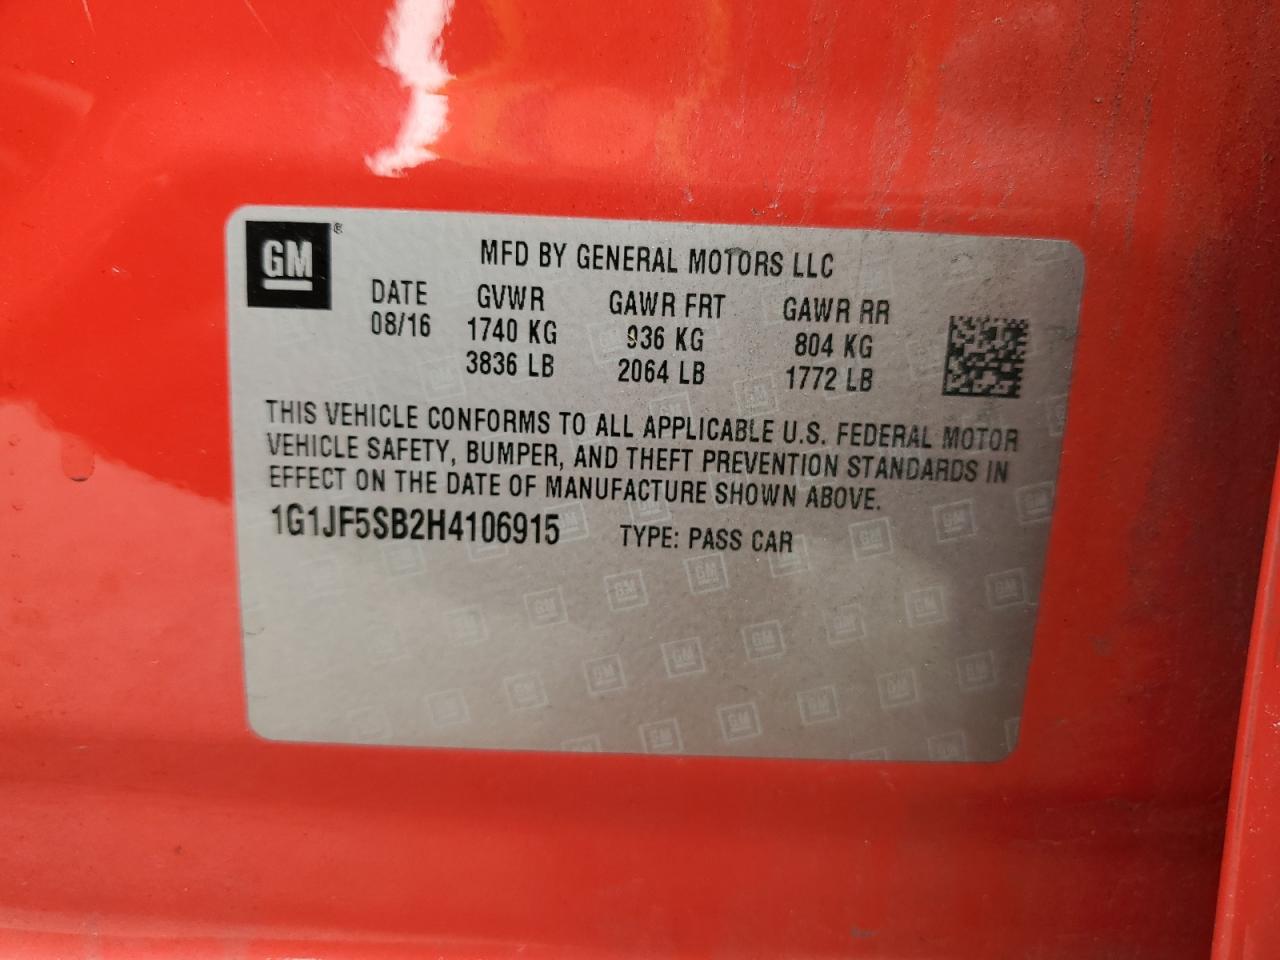 GM ®
MFD BY GENERAL MOTORS LLC
DATE GVWR GAWR FRT GAWR RR
08/16 1740 KG 936 KG 804 KG
3836 LB 2064 LB 1772 LB
THIS VEHICLE CONFORMS TO ALL APPLICABLE U.S. FEDERAL MOTOR
VEHICLE SAFETY, BUMPER, AND THEFT PREVENTION STANDARDS IN
EFFECT ON THE DATE OF MANUFACTURE SHOWN ABOVE.
1G1JF5SB2H4106915 TYPE: PASS CAR